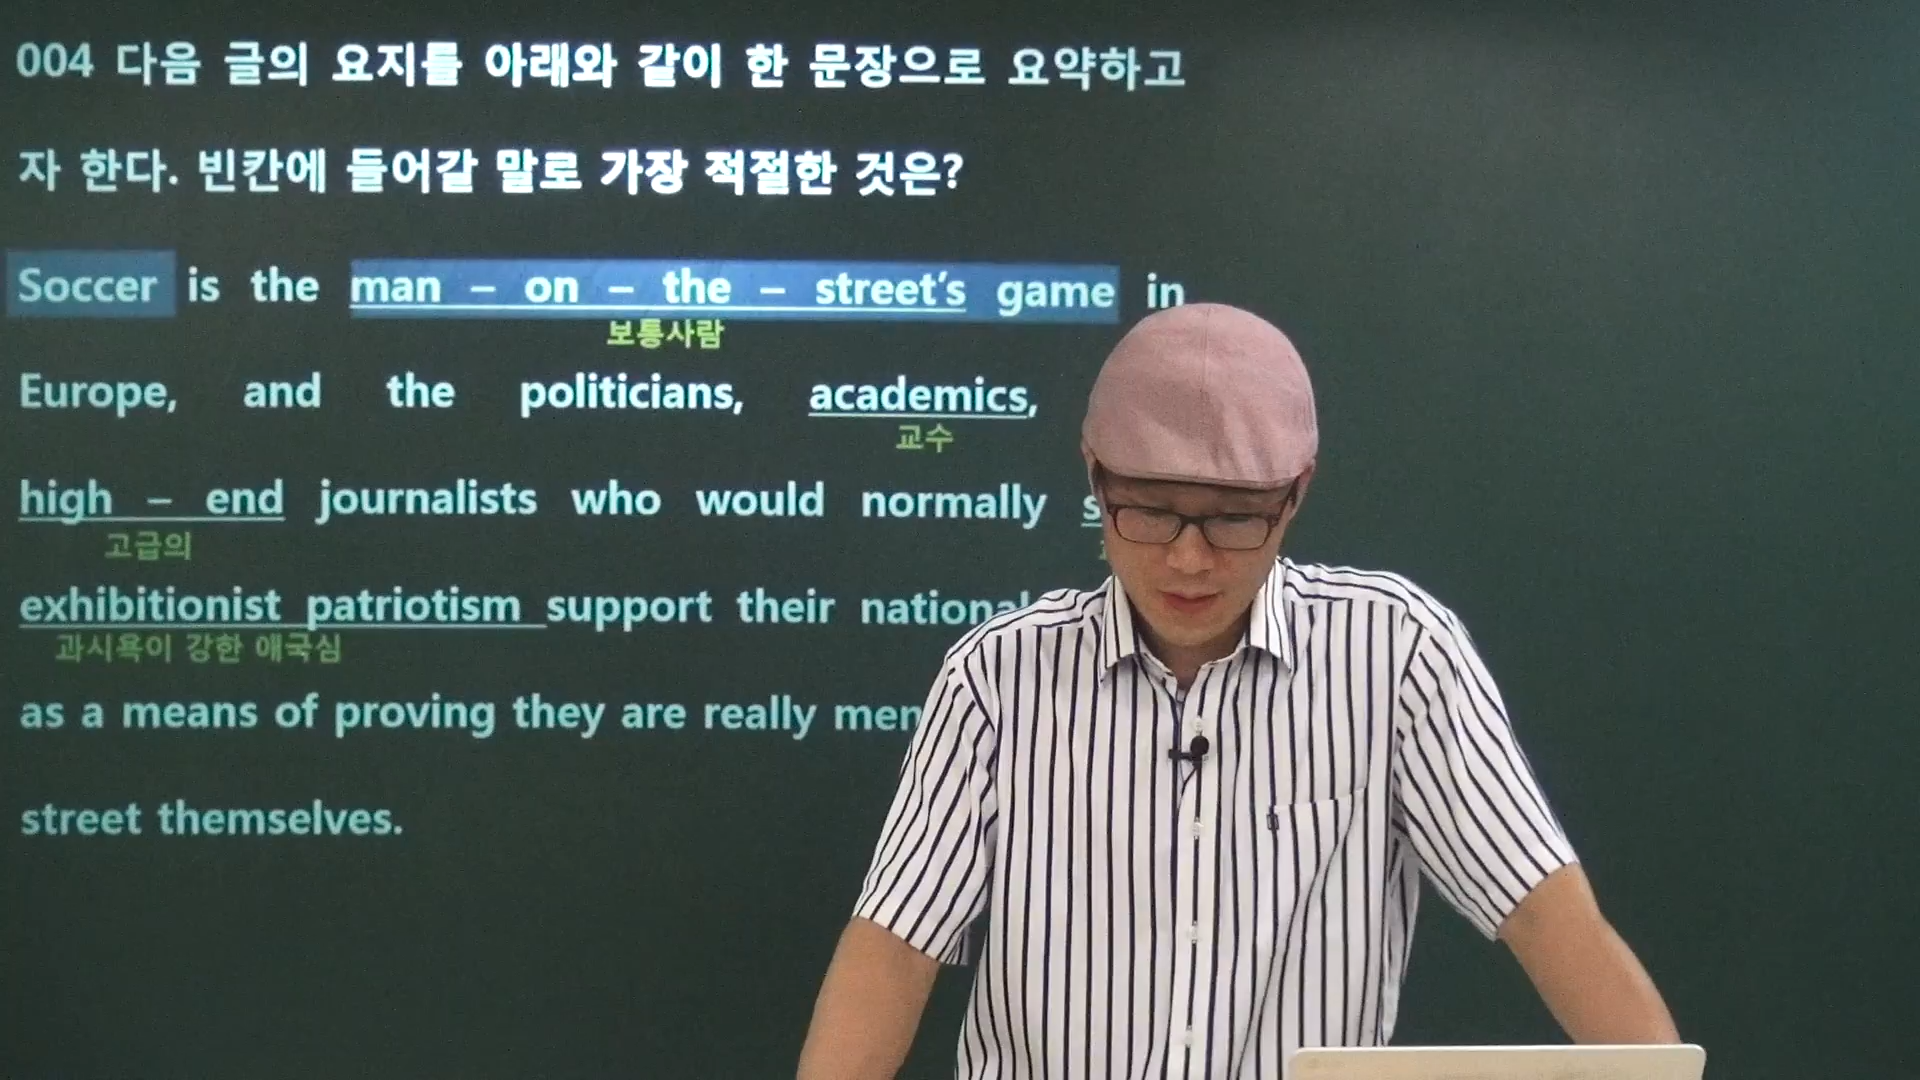 004 다음 글의 요지를 아래와 같이 한 문장으로 요약하고
자 한다. 빈칸에 들어갈 말로 가장 적절한 것은?
Soccer is the man – on – the – street’s game in
보통사람
Europe, and the politicians, academics,
교수
high – end journalists who would normally
고급의
exhibitionist patriotism support their national
과시욕이 강한 애국심
as a means of proving they are really men
street themselves.